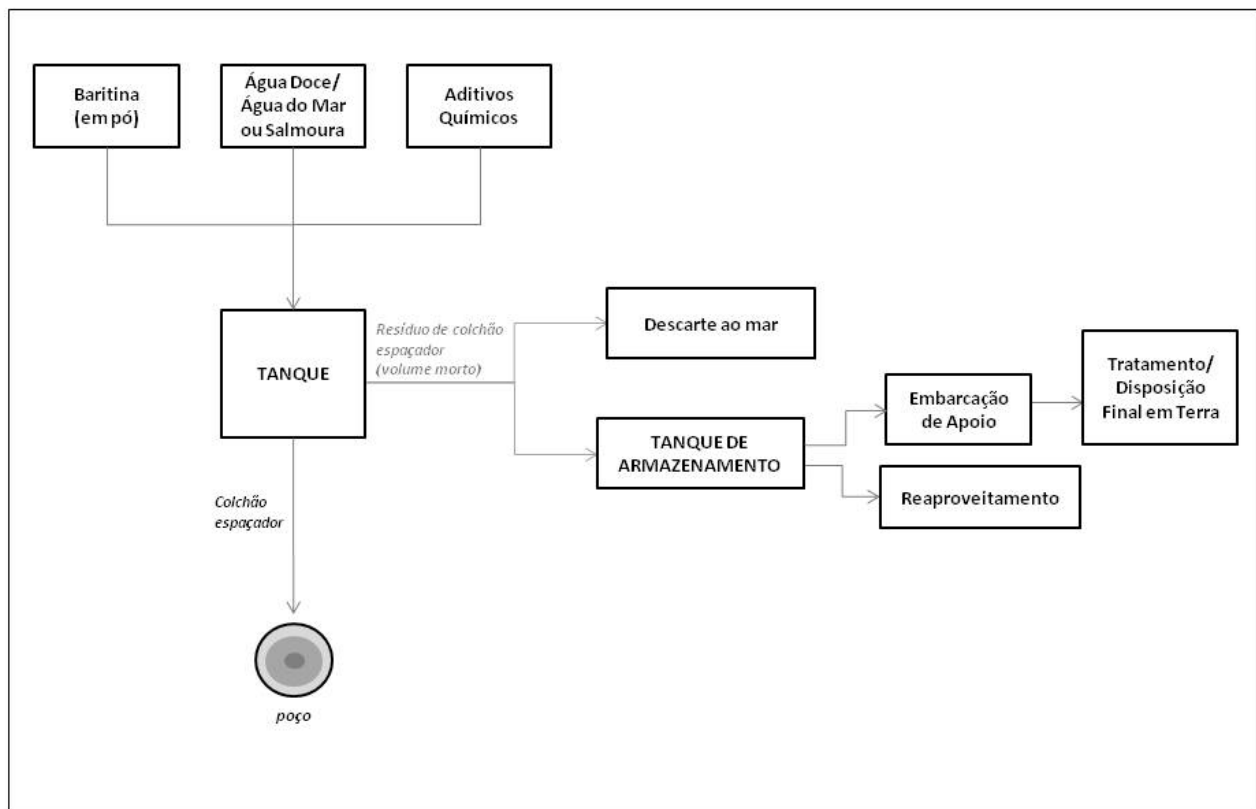 Baritina
(em pó)
Água Doce/
Água do Mar
ou Salmoura
Aditivos
Químicos
TANQUE
Resíduo de colchão
espaçador
(volume morto)
Descarte ao mar
TANQUE DE
ARMAZENAMENTO
Embarcação
de Apoio
Tratamento/
Disposição
Final em Terra
Reaproveitamento
Colchão
espaçador
poço